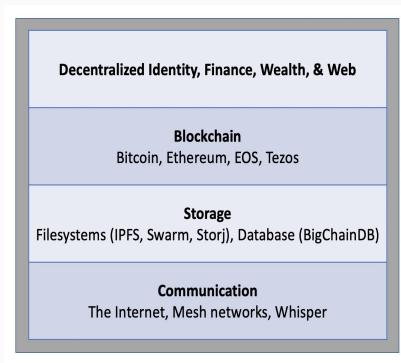 Decentralized Identity, Finance, Wealth, & Web
Blockchain
Bitcoin, Ethereum, EOS, Tezos
Storage
Filesystems (IPFS, Swarm, Storj), Database (BigChainDB)
Communication
The Internet, Mesh networks, Whisper